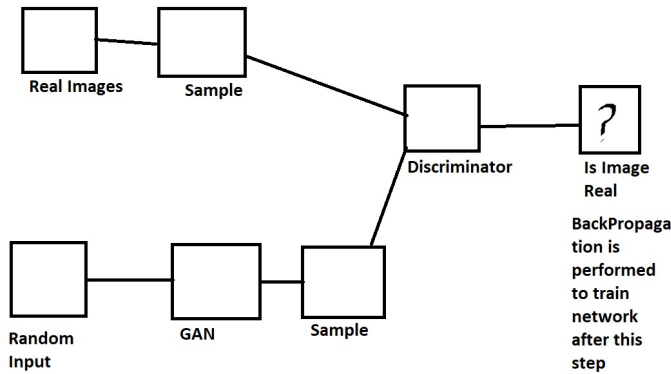 Real Images
Sample
Discriminator
?
Is Image
Real
BackPropaga
tion is
performed
to train
network
after this
step
Random
Input
GAN
Sample